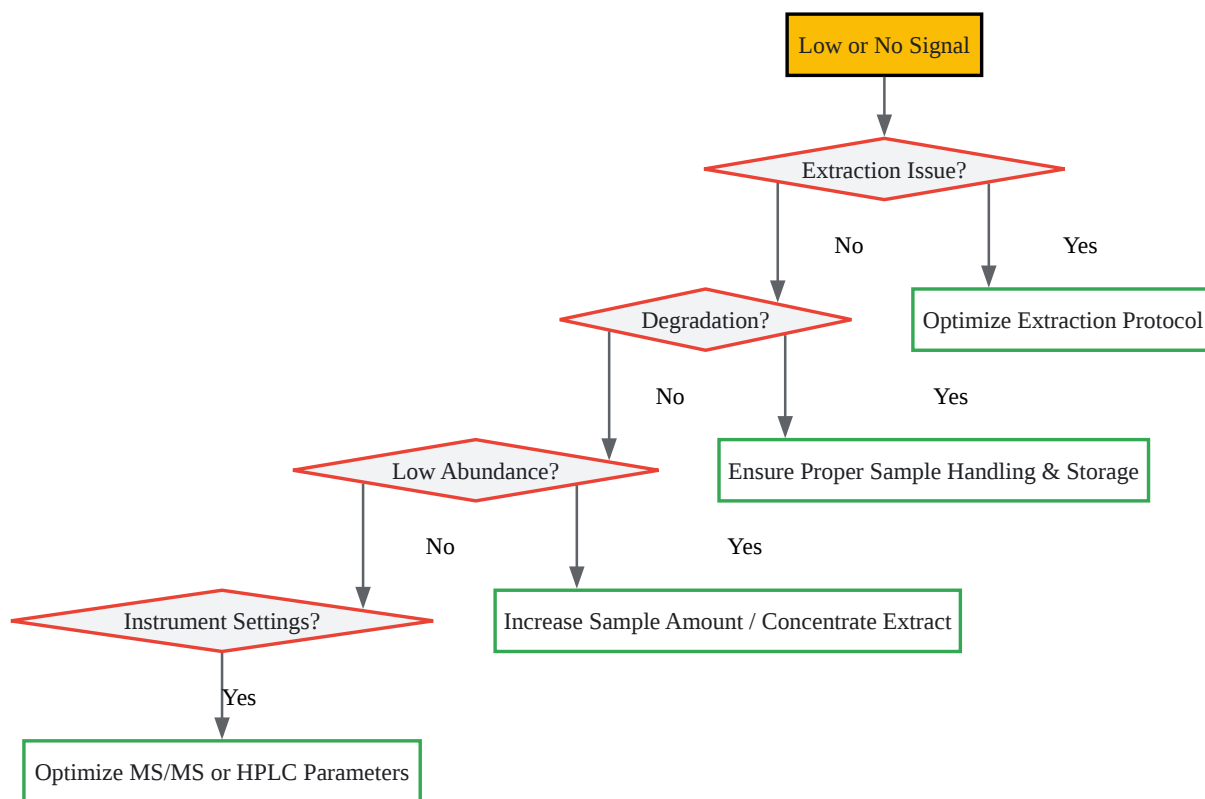 Low or No Signal
Extraction Issue?
No
Yes
Degradation?
Optimize Extraction Protocol
No
Yes
Low Abundance?
Ensure Proper Sample Handling & Storage
No
Yes
Instrument Settings?
Increase Sample Amount / Concentrate Extract
Yes
Optimize MS/MS or HPLC Parameters